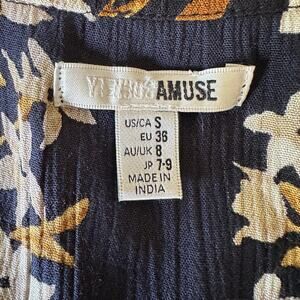 AMUSE
US/CA S
EU 36
AU/UK 8
JP 7-9
MADE IN
INDIA